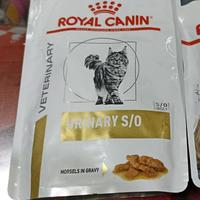 ROYAL CANIN
VETERINARY
S/O
URINARY S/O
MORSELS IN GRAVY